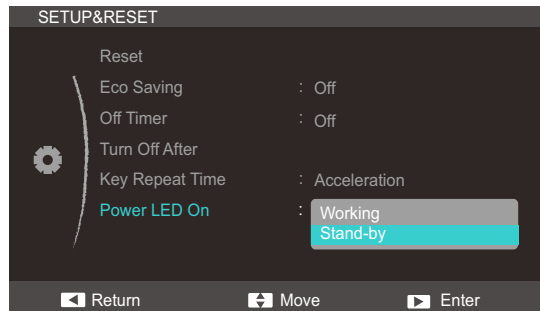 SETUP&RESET
Reset
Eco Saving : Off
Off Timer : Off
Turn Off After
Key Repeat Time : Acceleration
Power LED On : Working
Stand-by
Return Move Enter